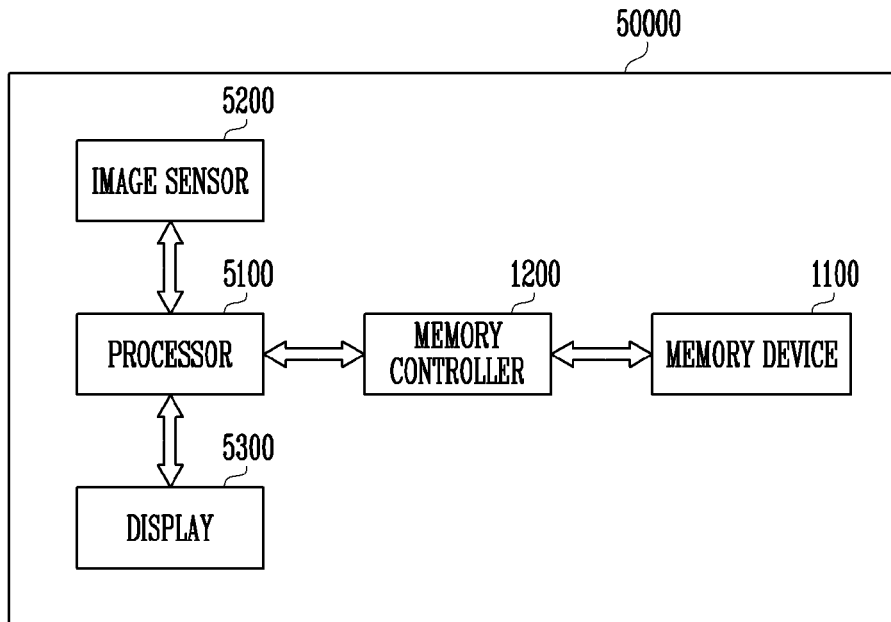 50000
5200
IMAGE SENSOR
5100
PROCESSOR
1200
MEMORY
CONTROLLER
1100
MEMORY DEVICE
5300
DISPLAY